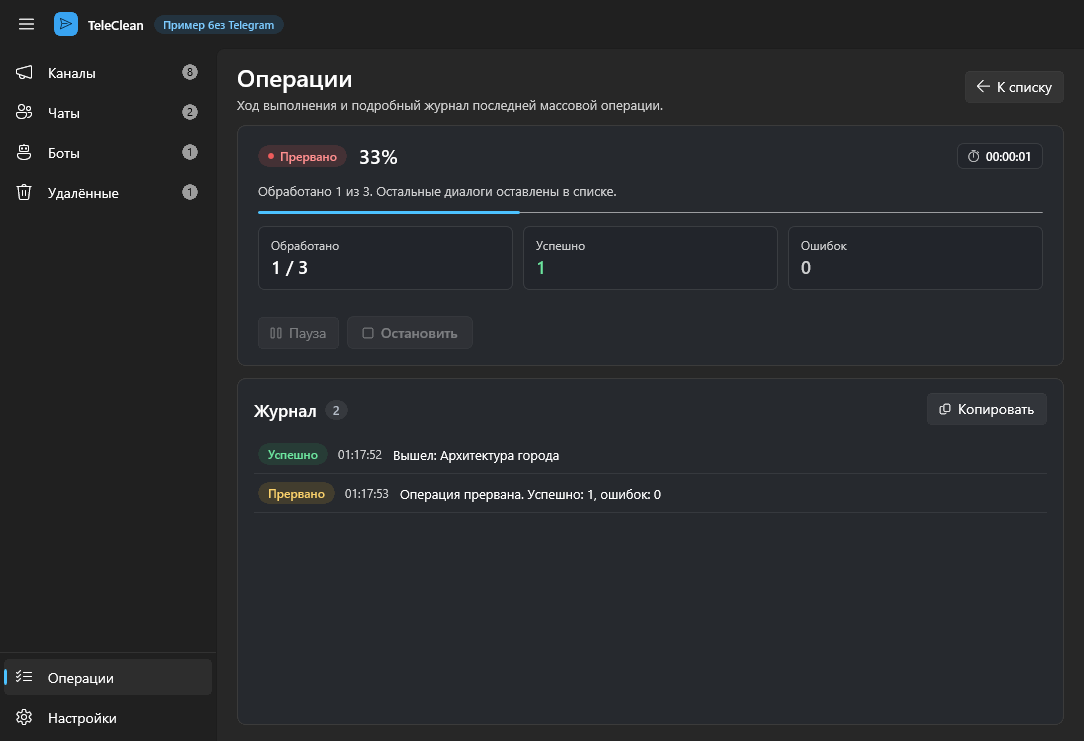 TeleClean Пример без Telegram
Каналы 8
Чаты 2
Боты 1
Удалённые 1
Операции
Ход выполнения и подробный журнал последней массовой операции.
К списку
Прервано 33% 00:00:01
Обработано 1 из 3. Остальные диалоги оставлены в списке.
Обработано
1 / 3
Успешно
1
Ошибок
0
Пауза Остановить
Журнал 2 Копировать
Успешно 01:17:52 Вышел: Архитектура города
Прервано 01:17:53 Операция прервана. Успешно: 1, ошибок: 0
Операции
Настройки